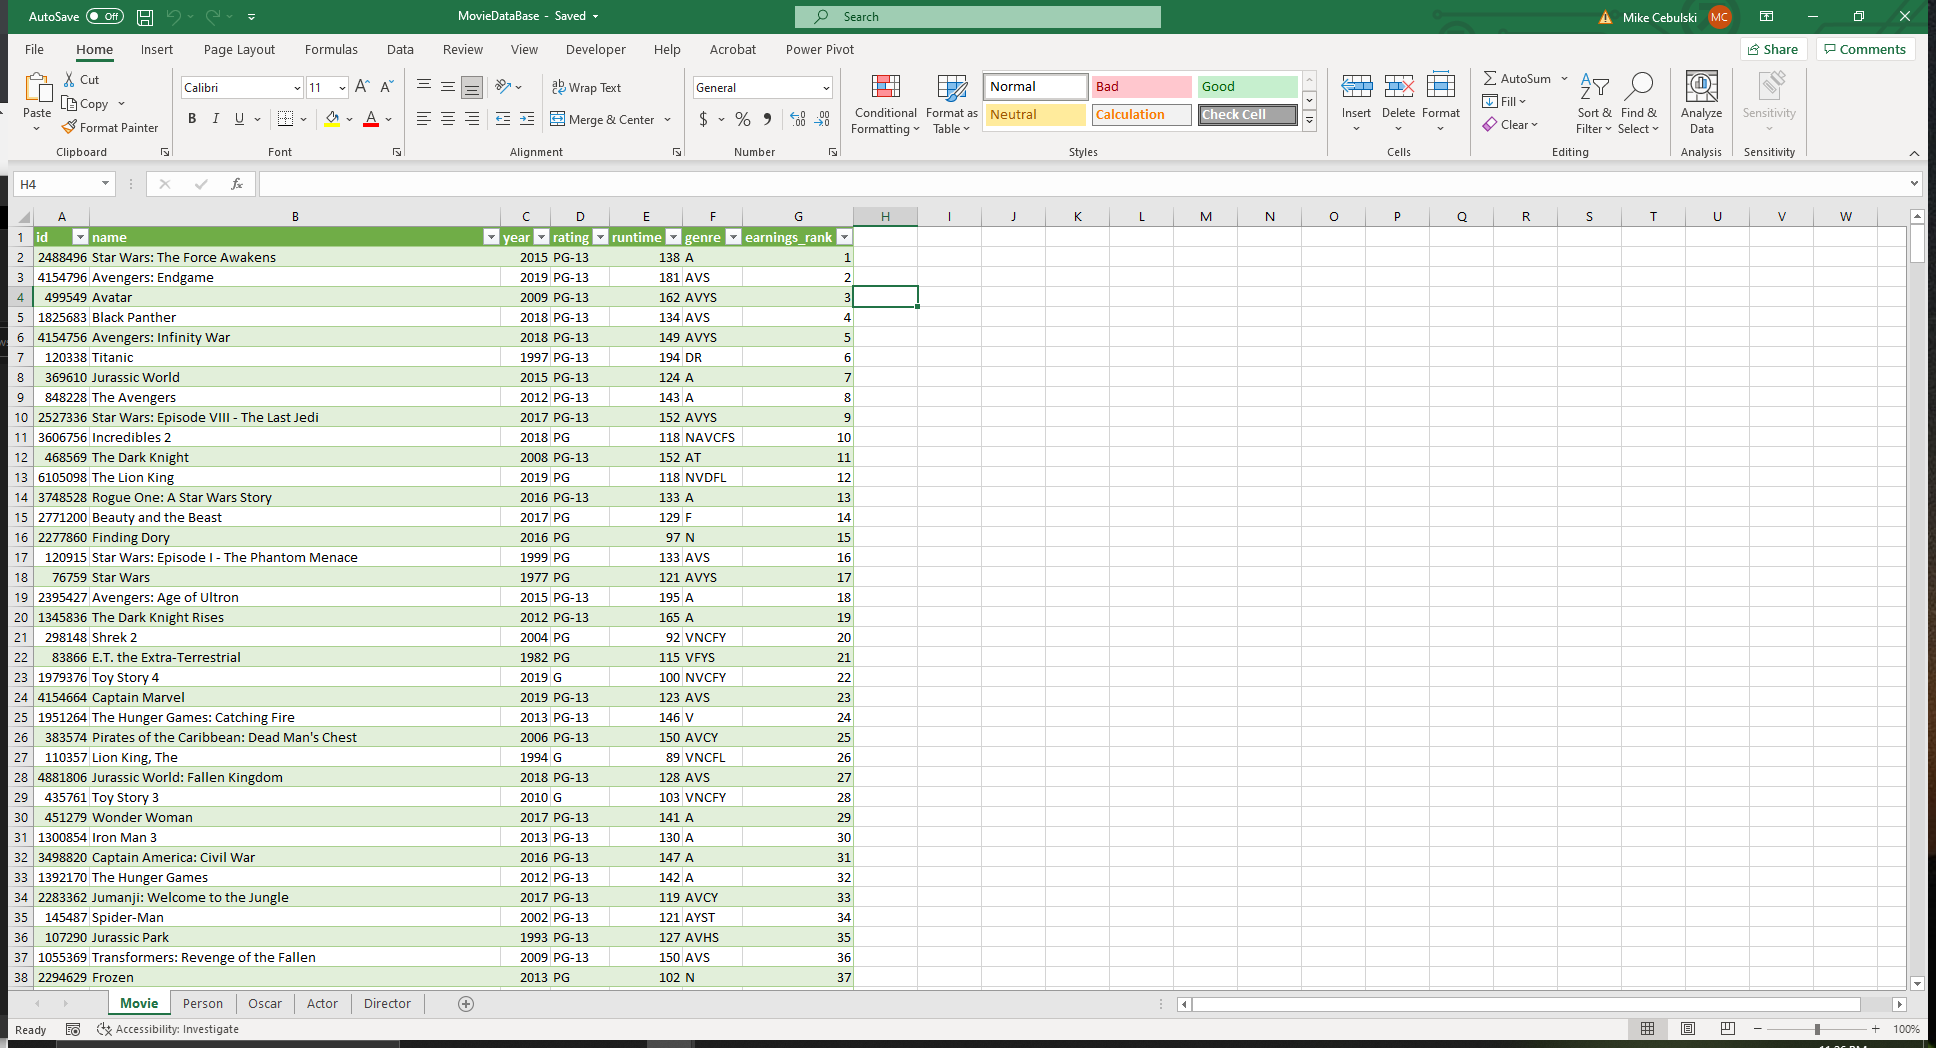 AutoSave Off MovieDataBase - Saved Search Mike Cebulski MC
File Home Insert Page Layout Formulas Data Review View Developer Help Acrobat Power Pivot Share Comments
Paste Cut Copy Format Painter Clipboard
Calibri 11 B I U A Font
Wrap Text Merge & Center Alignment
General $ % Number
Conditional Formatting Format as Table Normal Bad Good Neutral Calculation Check Cell Styles
Insert Delete Format Cells
AutoSum Fill Clear Sort & Filter Find & Select Editing
Analyze Data Analysis
Sensitivity Sensitivity
H4 fx
A B C D E F G H I J K L M N O P Q R S T U V W
1 id name year rating runtime genre earnings_rank
2 2488496 Star Wars: The Force Awakens 2015 PG-13 138 A 1
3 4154796 Avengers: Endgame 2019 PG-13 181 AVS 2
4 499549 Avatar 2009 PG-13 162 AVYS 3
5 1825683 Black Panther 2018 PG-13 134 AVS 4
6 4154756 Avengers: Infinity War 2018 PG-13 149 AVYS 5
7 120338 Titanic 1997 PG-13 194 DR 6
8 369610 Jurassic World 2015 PG-13 124 A 7
9 848228 The Avengers 2012 PG-13 143 A 8
10 2527336 Star Wars: Episode VIII - The Last Jedi 2017 PG-13 152 AVYS 9
11 3606756 Incredibles 2 2018 PG 118 NAVCFS 10
12 468569 The Dark Knight 2008 PG-13 152 AT 11
13 6105098 The Lion King 2019 PG 118 NVDFL 12
14 3748528 Rogue One: A Star Wars Story 2016 PG-13 133 A 13
15 2771200 Beauty and the Beast 2017 PG 129 F 14
16 2277860 Finding Dory 2016 PG 97 N 15
17 120915 Star Wars: Episode I - The Phantom Menace 1999 PG 133 AVS 16
18 76759 Star Wars 1977 PG 121 AVYS 17
19 2395427 Avengers: Age of Ultron 2015 PG-13 195 A 18
20 1345836 The Dark Knight Rises 2012 PG-13 165 A 19
21 298148 Shrek 2 2004 PG 92 VNCFY 20
22 83866 E.T. the Extra-Terrestrial 1982 PG 115 VFYS 21
23 1979376 Toy Story 4 2019 G 100 NVCFY 22
24 4154664 Captain Marvel 2019 PG-13 123 AVS 23
25 1951264 The Hunger Games: Catching Fire 2013 PG-13 146 V 24
26 383574 Pirates of the Caribbean: Dead Man's Chest 2006 PG-13 150 AVCY 25
27 110357 Lion King, The 1994 G 89 VNCFL 26
28 4881806 Jurassic World: Fallen Kingdom 2018 PG-13 128 AVS 27
29 435761 Toy Story 3 2010 G 103 VNCFY 28
30 451279 Wonder Woman 2017 PG-13 141 A 29
31 1300854 Iron Man 3 2013 PG-13 130 A 30
32 3498820 Captain America: Civil War 2016 PG-13 147 A 31
33 1392170 The Hunger Games 2012 PG-13 142 A 32
34 2283362 Jumanji: Welcome to the Jungle 2017 PG-13 119 AVCY 33
35 145487 Spider-Man 2002 PG-13 121 AYST 34
36 107290 Jurassic Park 1993 PG-13 127 AVHS 35
37 1055369 Transformers: Revenge of the Fallen 2009 PG-13 150 AVS 36
38 2294629 Frozen 2013 PG 102 N 37
Movie Person Oscar Actor Director
Ready Accessibility: Investigate 100%